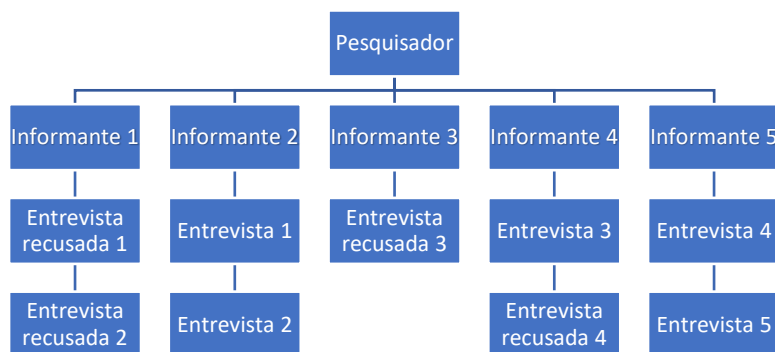 Pesquisador
Informante 1
Informante 2
Informante 3
Informante 4
Informante 5
Entrevista
recusada 1
Entrevista 1
Entrevista
recusada 3
Entrevista 3
Entrevista 4
Entrevista
recusada 2
Entrevista 2
Entrevista
recusada 4
Entrevista 5